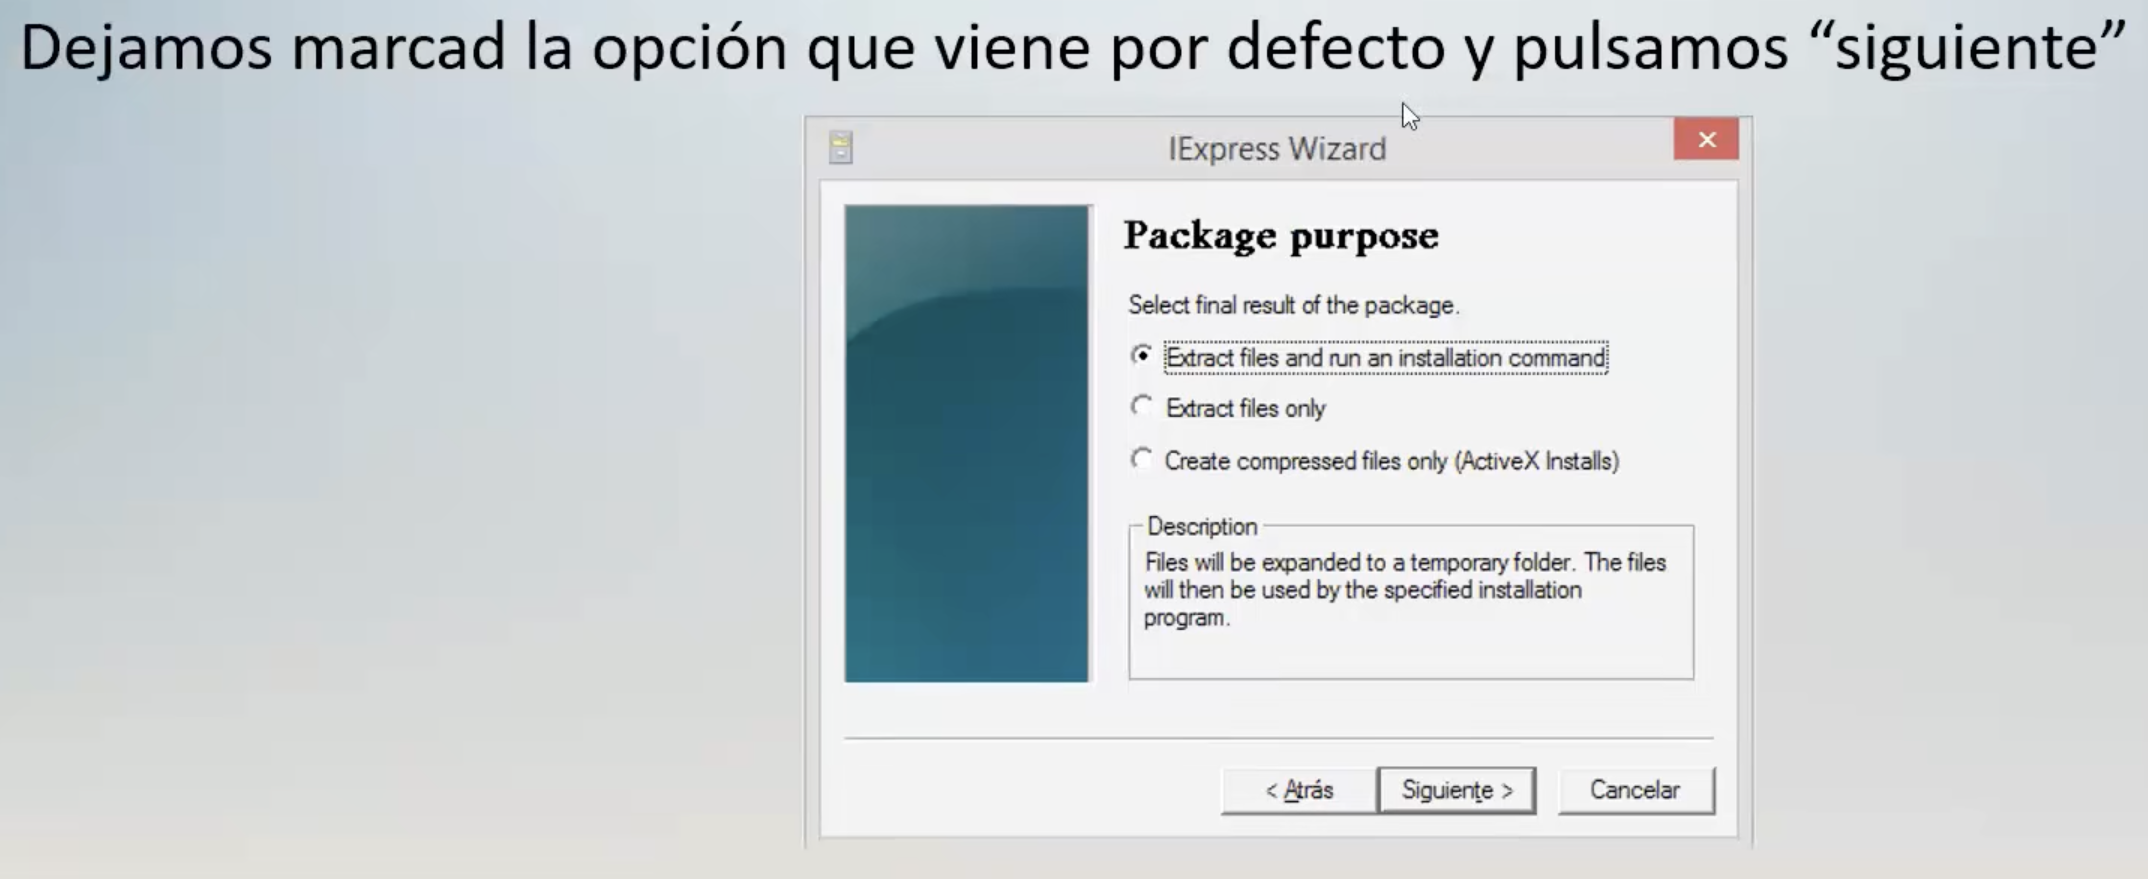 Dejamos marcad la opción que viene por defecto y pulsamos “siguiente”
IExpress Wizard
Package purpose
Select final result of the package.
Extract files and run an installation command
Extract files only
Create compressed files only (ActiveX Installs)
Description
Files will be expanded to a temporary folder. The files
will then be used by the specified installation
program.
< Atrás Siguiente > Cancelar